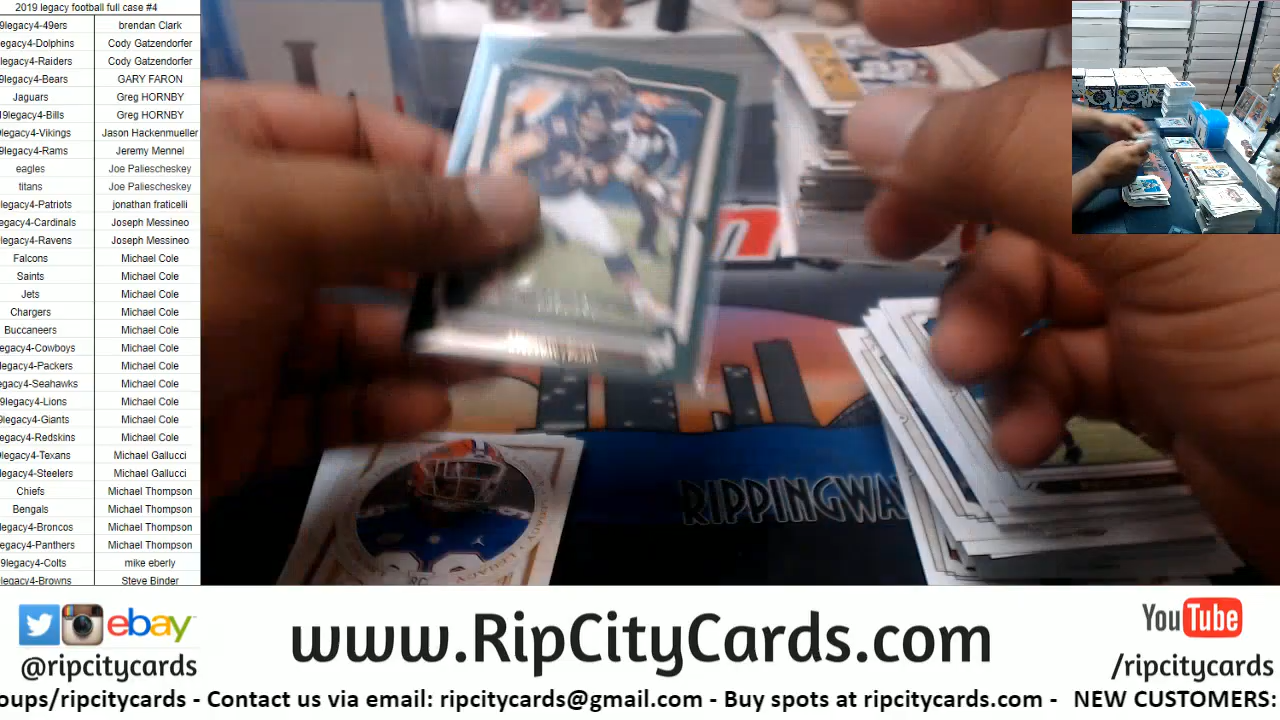 2019 legacy football full case #4
9legacy4-49ers brendan Clark
egacy4-Dolphins Cody Gatzendorfer
legacy4-Raiders Cody Gatzendorfer
9legacy4-Bears GARY FARON
Jaguars Greg HORNBY
19legacy4-Bills Greg HORNBY
9legacy4-Vikings Jason Hackenmueller
9legacy4-Rams Jeremy Mennel
eagles Joe Paliescheskey
titans Joe Paliescheskey
legacy4-Patriots jonathan fraticelli
egacy4-Cardinals Joseph Messineo
legacy4-Ravens Joseph Messineo
Falcons Michael Cole
Saints Michael Cole
Jets Michael Cole
Chargers Michael Cole
Buccaneers Michael Cole
egacy4-Cowboys Michael Cole
legacy4-Packers Michael Cole
egacy4-Seahawks Michael Cole
9legacy4-Lions Michael Cole
9legacy4-Giants Michael Cole
egacy4-Redskins Michael Cole
9legacy4-Texans Michael Gallucci
legacy4-Steelers Michael Gallucci
Chiefs Michael Thompson
Bengals Michael Thompson
legacy4-Broncos Michael Thompson
legacy4-Panthers Michael Thompson
9legacy4-Colts mike eberly
legacy4-Browns Steve Binder
RIPPINGWA
ebay
@ripcitycards
www.RipCityCards.com
YouTube
/ripcitycards
oups/ripcitycards - Contact us via email: ripcitycards@gmail.com - Buy spots at ripcitycards.com - NEW CUSTOMERS: